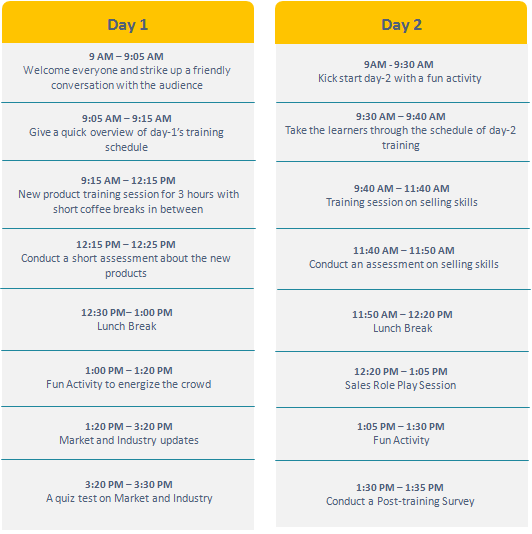 Day 1
9 AM – 9:05 AM
Welcome everyone and strike up a friendly
conversation with the audience
9:05 AM – 9:15 AM
Give a quick overview of day-1's training
schedule
9:15 AM – 12:15 PM
New product training session for 3 hours with
short coffee breaks in between
12:15 PM – 12:25 PM
Conduct a short assessment about the new
products
12:30 PM– 1:00 PM
Lunch Break
1:00 PM – 1:20 PM
Fun Activity to energize the crowd
1:20 PM – 3:20 PM
Market and Industry updates
3:20 PM – 3:30 PM
A quiz test on Market and Industry
Day 2
9AM - 9:30 AM
Kick start day-2 with a fun activity
9:30 AM – 9:40 AM
Take the learners through the schedule of day-2
training
9:40 AM – 11:40 AM
Training session on selling skills
11:40 AM – 11:50 AM
Conduct an assessment on selling skills
11:50 AM – 12:20 PM
Lunch Break
12:20 PM – 1:05 PM
Sales Role Play Session
1:05 PM – 1:30 PM
Fun Activity
1:30 PM – 1:35 PM
Conduct a Post-training Survey